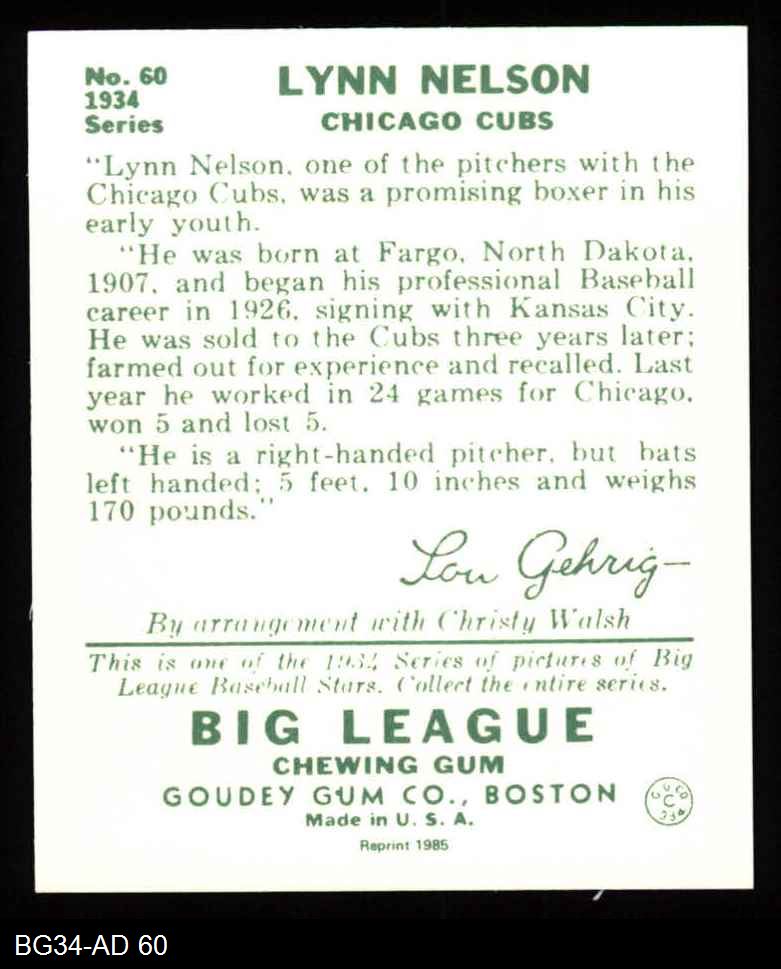 No. 60
1934
Series
LYNN NELSON
CHICAGO CUBS
"Lynn Nelson, one of the pitchers with the
Chicago Cubs, was a promising boxer in his
early youth.
"He was born at Fargo, North Dakota,
1907, and began his professional Baseball
career in 1926, signing with Kansas City.
He was sold to the Cubs three years later;
farmed out for experience and recalled. Last
year he worked in 24 games for Chicago,
won 5 and lost 5.
"He is a right-handed pitcher, but bats
left handed; 5 feet, 10 inches and weighs
170 pounds."
Lou Gehrig—
By arrangement with Christy Walsh
This is one of the 1934 Series of pictures of Big
League Baseball Stars. Collect the entire series.
BIG LEAGUE
CHEWING GUM
GOUDEY GUM CO., BOSTON
Made in U. S. A.
Reprint 1985
C
BG34-AD 60